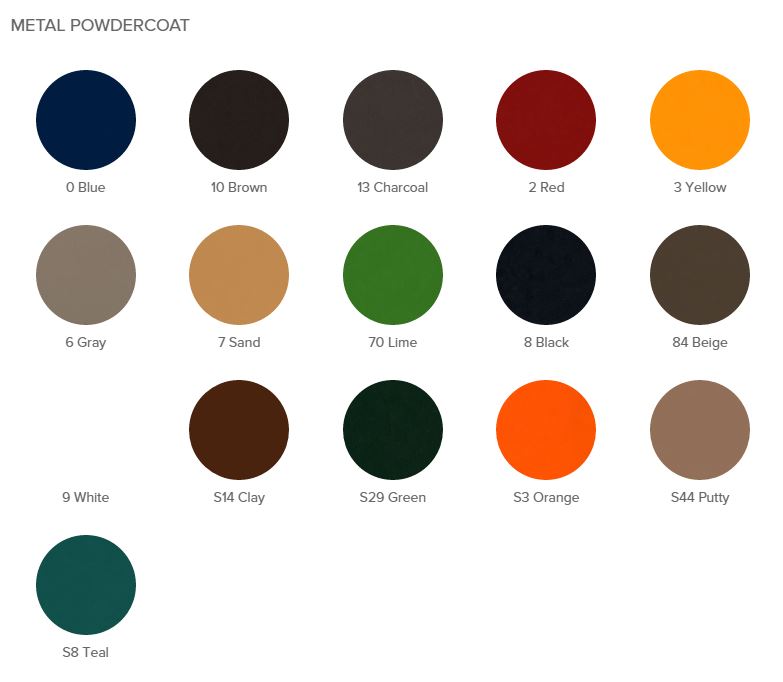 METAL POWDERCOAT
0 Blue
10 Brown
13 Charcoal
2 Red
3 Yellow
6 Gray
7 Sand
70 Lime
8 Black
84 Beige
9 White
S14 Clay
S29 Green
S3 Orange
S44 Putty
S8 Teal